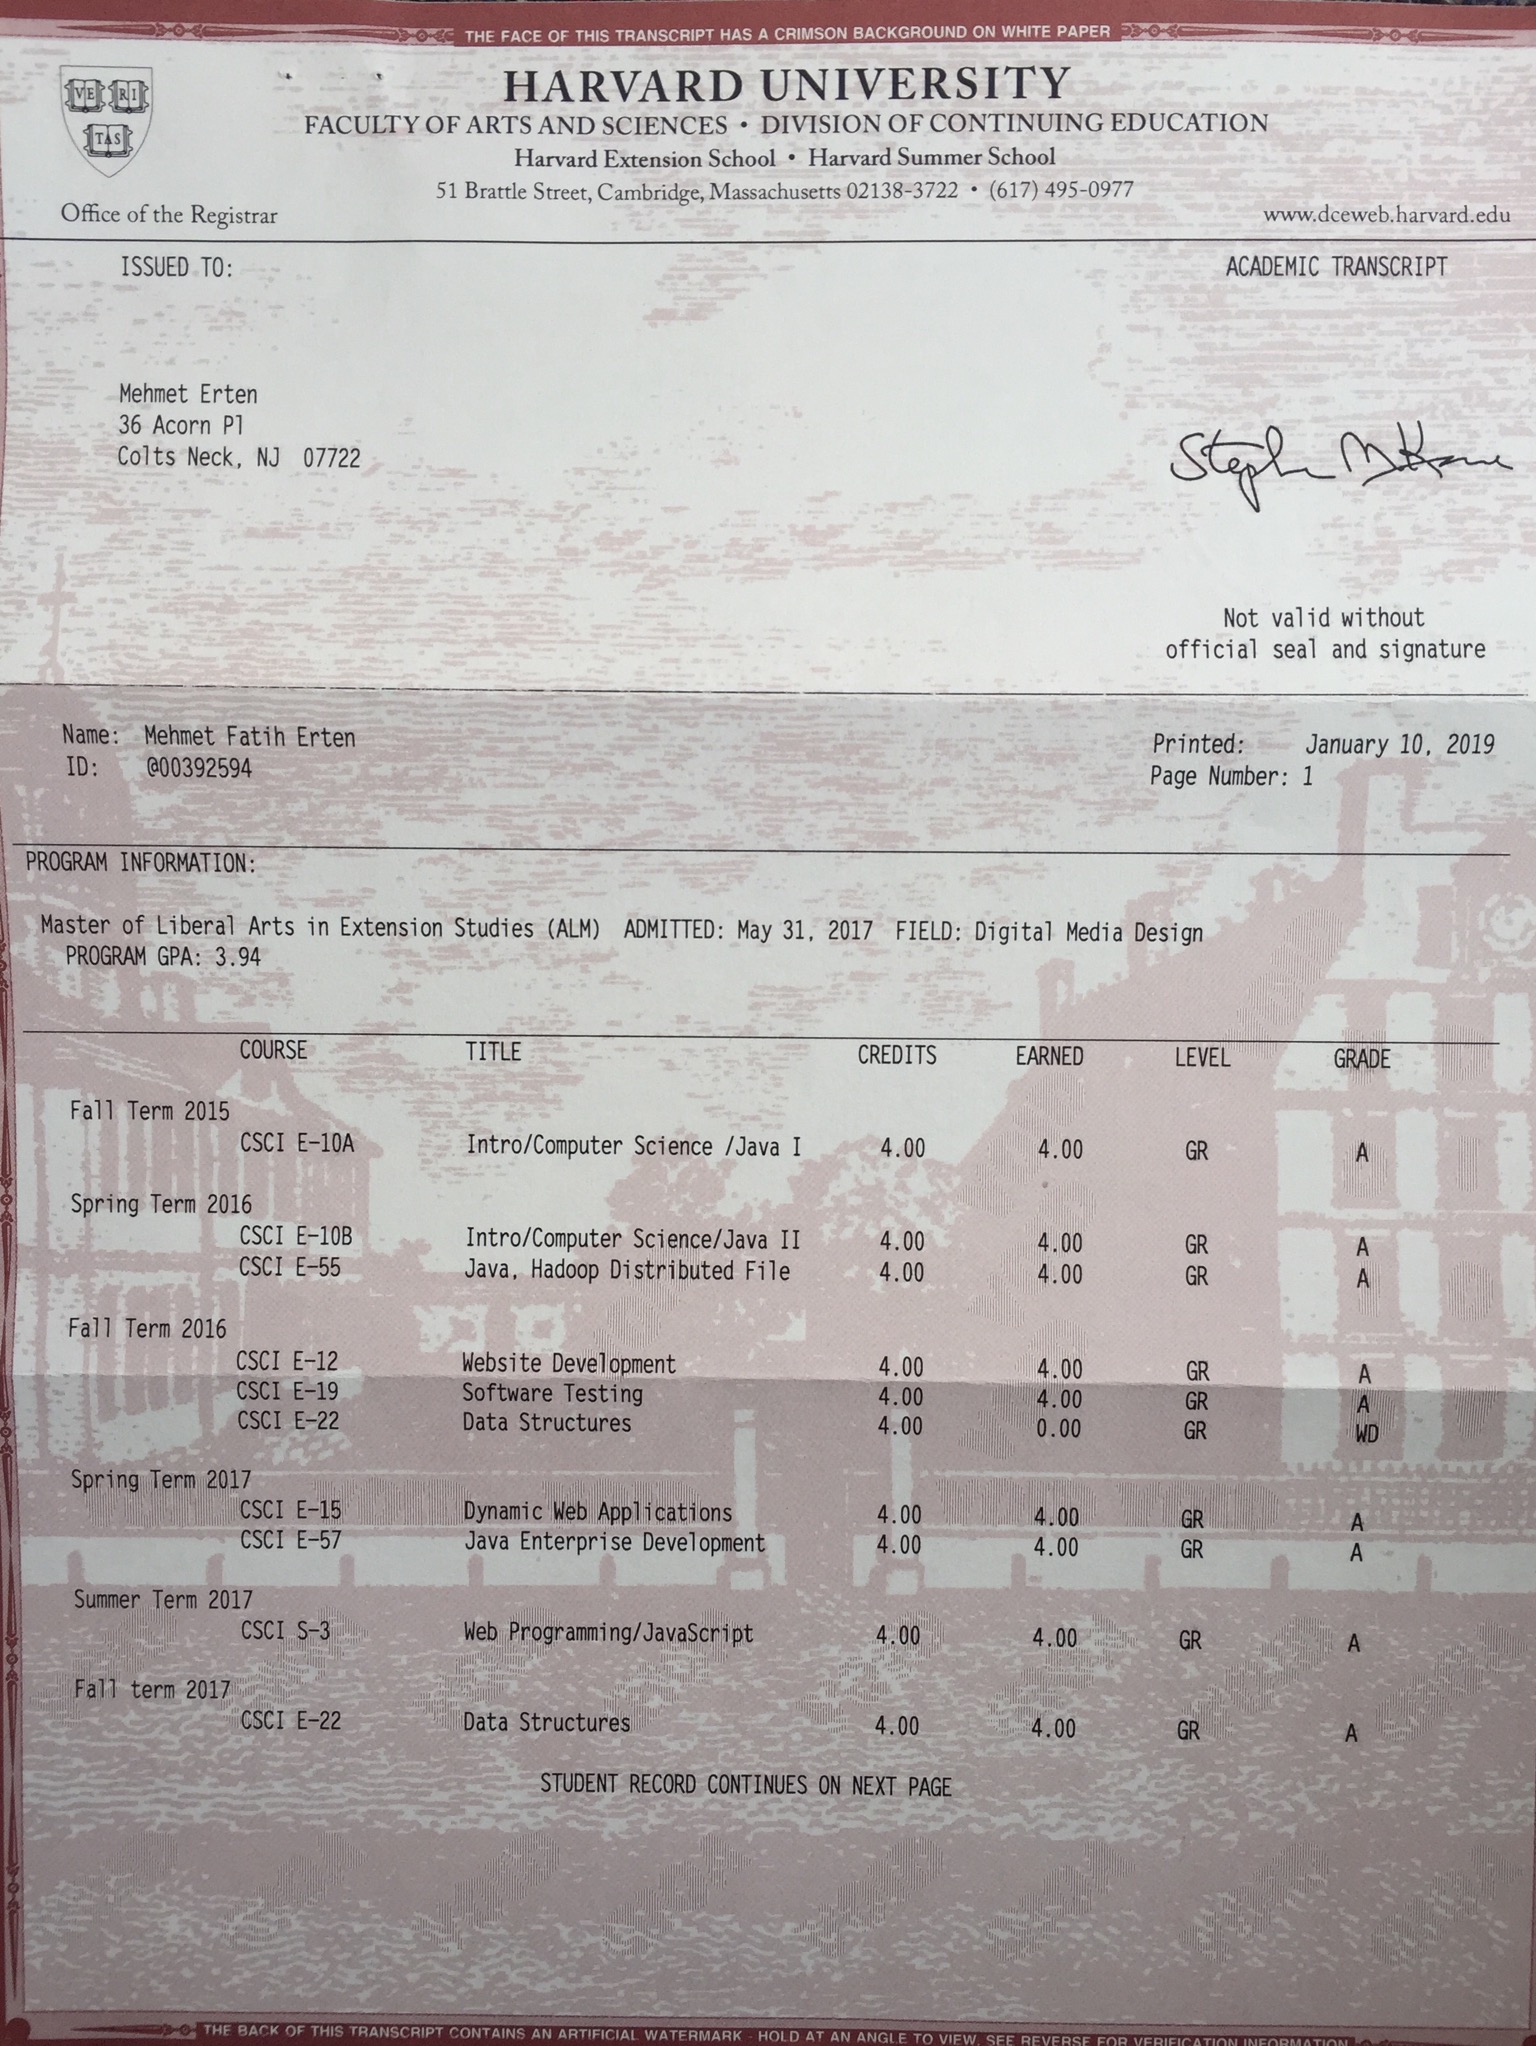 THE FACE OF THIS TRANSCRIPT HAS A CRIMSON BACKGROUND ON WHITE PAPER
VE RI
TAS
HARVARD UNIVERSITY
FACULTY OF ARTS AND SCIENCES • DIVISION OF CONTINUING EDUCATION
Harvard Extension School • Harvard Summer School
51 Brattle Street, Cambridge, Massachusetts 02138-3722 • (617) 495-0977
Office of the Registrar www.dceweb.harvard.edu
ISSUED TO: ACADEMIC TRANSCRIPT
Mehmet Erten
36 Acorn Pl
Colts Neck, NJ 07722
Not valid without
official seal and signature
Name: Mehmet Fatih Erten Printed: January 10, 2019
ID: @00392594 Page Number: 1
PROGRAM INFORMATION:
Master of Liberal Arts in Extension Studies (ALM) ADMITTED: May 31, 2017 FIELD: Digital Media Design
PROGRAM GPA: 3.94
COURSE TITLE CREDITS EARNED LEVEL GRADE
Fall Term 2015
CSCI E-10A Intro/Computer Science /Java I 4.00 4.00 GR A
Spring Term 2016
CSCI E-10B Intro/Computer Science/Java II 4.00 4.00 GR A
CSCI E-55 Java, Hadoop Distributed File 4.00 4.00 GR A
Fall Term 2016
CSCI E-12 Website Development 4.00 4.00 GR A
CSCI E-19 Software Testing 4.00 4.00 GR A
CSCI E-22 Data Structures 4.00 0.00 GR WD
Spring Term 2017
CSCI E-15 Dynamic Web Applications 4.00 4.00 GR A
CSCI E-57 Java Enterprise Development 4.00 4.00 GR A
Summer Term 2017
CSCI S-3 Web Programming/JavaScript 4.00 4.00 GR A
Fall term 2017
CSCI E-22 Data Structures 4.00 4.00 GR A
STUDENT RECORD CONTINUES ON NEXT PAGE
THE BACK OF THIS TRANSCRIPT CONTAINS AN ARTIFICIAL WATERMARK - HOLD AT AN ANGLE TO VIEW. SEE REVERSE FOR VERIFICATION INFORMATION